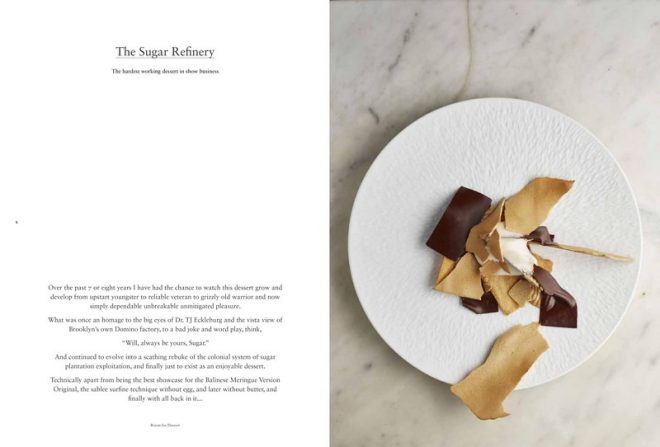 The Sugar Refinery
The hardest working dessert in show business
Over the past 7 or eight years I have had the chance to watch this dessert grow and
develop from upstart youngster to reliable veteran to grizly old warrior and now
simply dependable unbreakable unmitigated pleasure.
What was once an homage to the big eyes of Dr. TJ Eckleburg and the vista view of
Brooklyn's own Domino factory, to a bad joke and word play, think,
"Will, always be yours, Sugar."
And continued to evolve into a scathing rebuke of the colonial system of sugar
plantation exploitation, and finally just to exist as an enjoyable dessert.
Technically apart from being the best showcase for the Balinese Meringue Version
Original, the sablee surfine technique without egg, and later without butter, and
finally with all back in it....
Room for Dessert